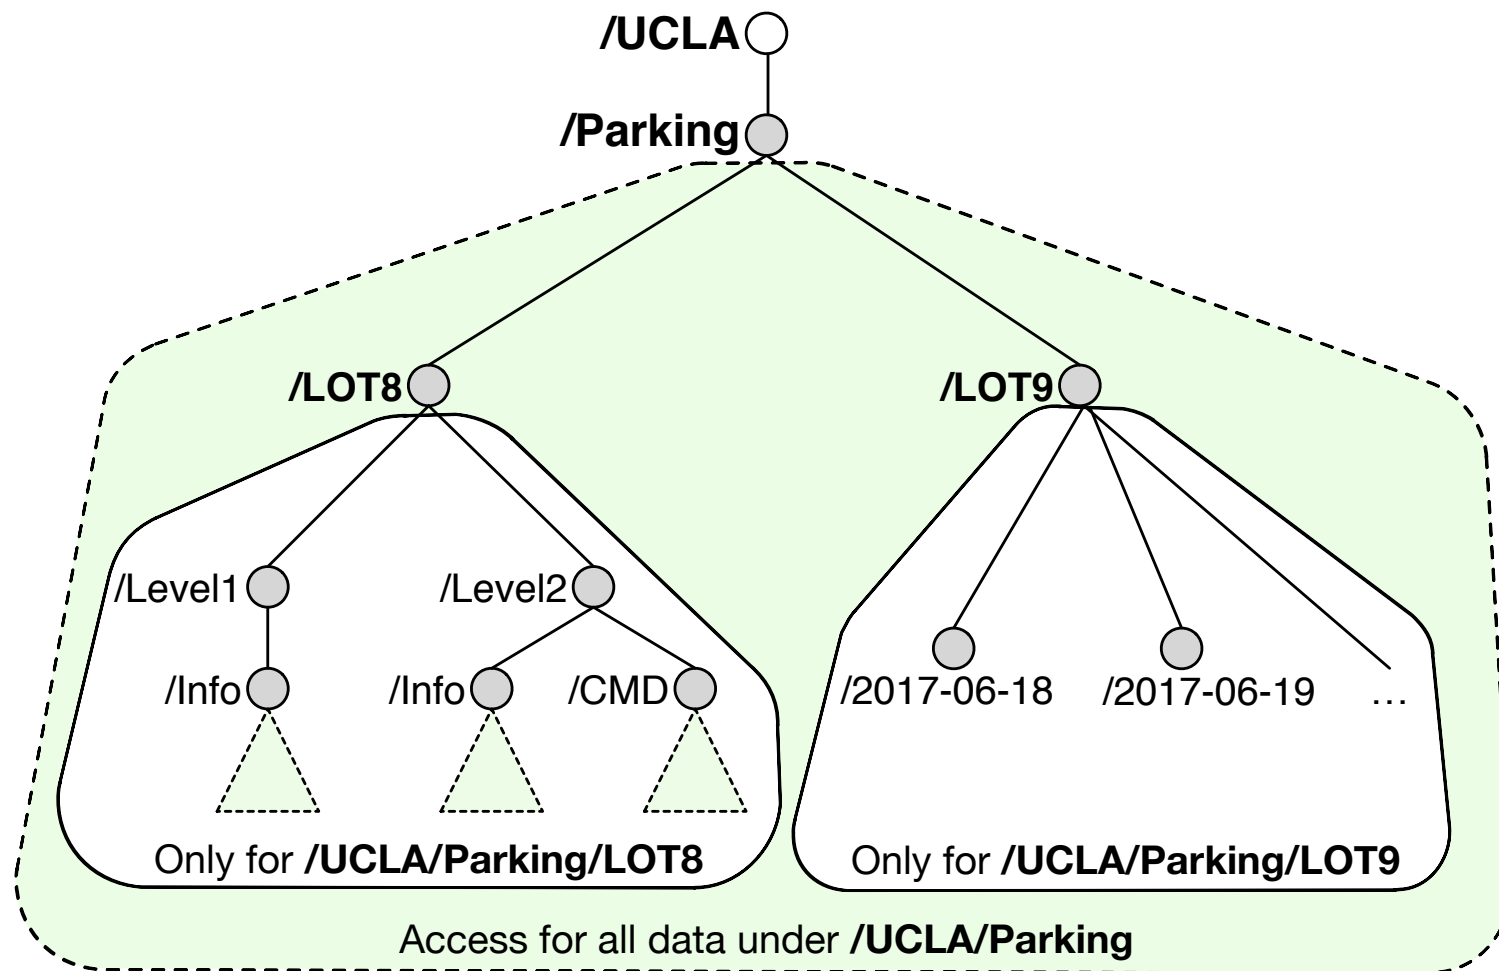 /UCLA
/Parking
/LOT8
/LOT9
/Level1
/Level2
/Info
/Info
/CMD
/2017-06-18
/2017-06-19
...
Only for /UCLA/Parking/LOT8
Only for /UCLA/Parking/LOT9
Access for all data under /UCLA/Parking